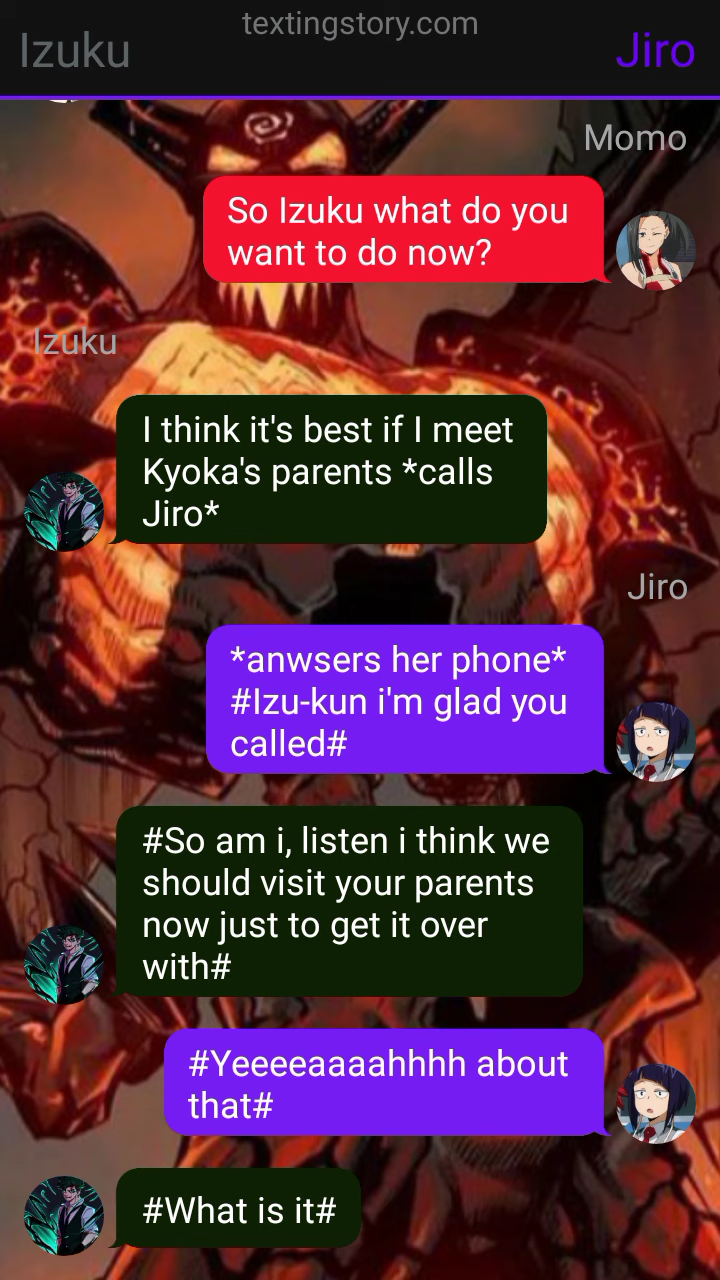 textingstory.com
Izuku
Jiro
Momo
So Izuku what do you
want to do now?
Izuku
I think it's best if I meet
Kyoka's parents *calls
Jiro*
Jiro
*anwsers her phone*
#Izu-kun i'm glad you
called#
#So am i, listen i think we
should visit your parents
now just to get it over
with#
#Yeeeeaaaahhhh about
that#
#What is it#